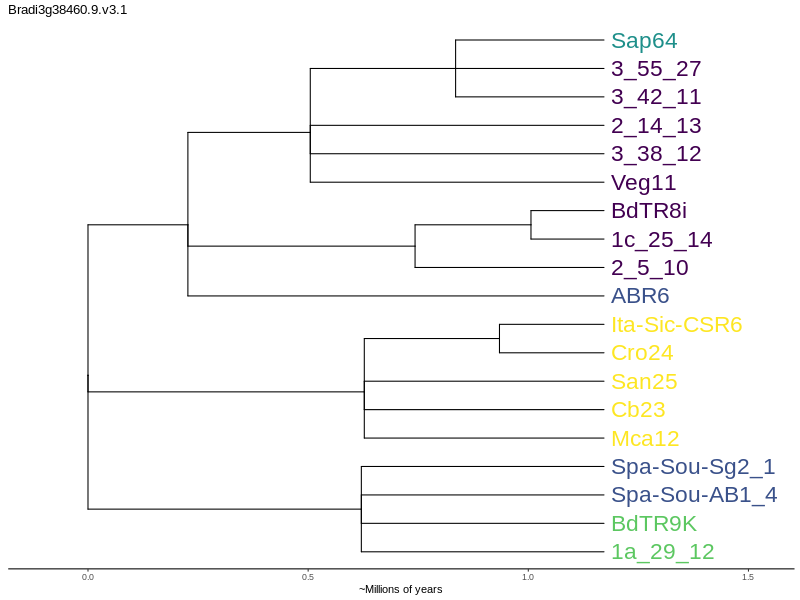 Bradi3g38460.9.v3.1
Sap64
3_55_27
3_42_11
2_14_13
3_38_12
Veg11
BdTR8i
1c_25_14
2_5_10
ABR6
Ita-Sic-CSR6
Cro24
San25
Cb23
Mca12
Spa-Sou-Sg2_1
Spa-Sou-AB1_4
BdTR9K
1a_29_12
0.0 0.5 1.0 1.5
~Millions of years